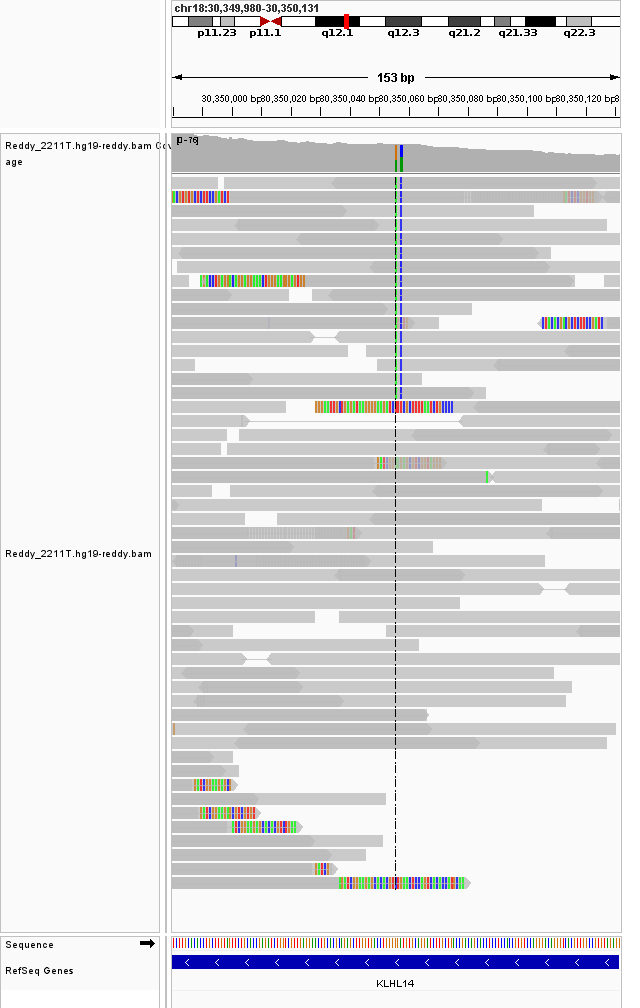 chr18:30,349,980-30,350,131
p11.23 p11.1 q12.1 q12.3 q21.2 q21.33 q22.3
153 bp
30,350,000 bp 30,350,020 bp 30,350,040 bp 30,350,060 bp 30,350,080 bp 30,350,100 bp 30,350,120 bp
Reddy_2211T.hg19-reddy.bam Cov
age
[0-76]
Reddy_2211T.hg19-reddy.bam
Sequence
RefSeq Genes
KLHL14